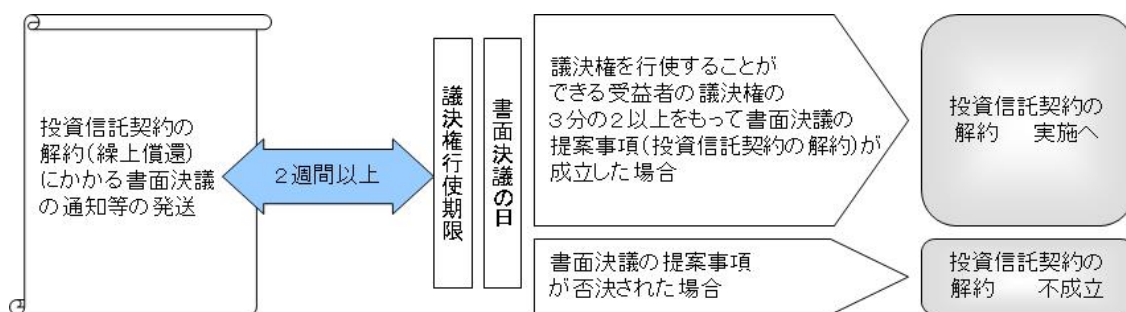 投資信託契約の
解約(繰上償還)
にかかる書面決議
の通知等の発送
2週間以上
議決権行使期限
書面決議の日
議決権を行使することが
できる受益者の議決権の
3分の2以上をもって書面決議の
提案事項(投資信託契約の解約)が
成立した場合
投資信託契約の
解約 実施へ
書面決議の提案事項
が否決された場合
投資信託契約の
解約 不成立